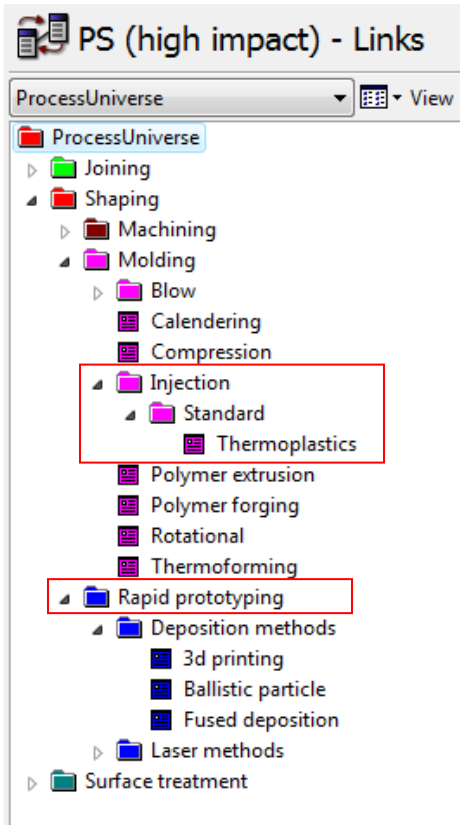 PS (high impact) - Links
ProcessUniverse View
ProcessUniverse
Joining
Shaping
Machining
Molding
Blow
Calendering
Compression
Injection
Standard
Thermoplastics
Polymer extrusion
Polymer forging
Rotational
Thermoforming
Rapid prototyping
Deposition methods
3d printing
Ballistic particle
Fused deposition
Laser methods
Surface treatment